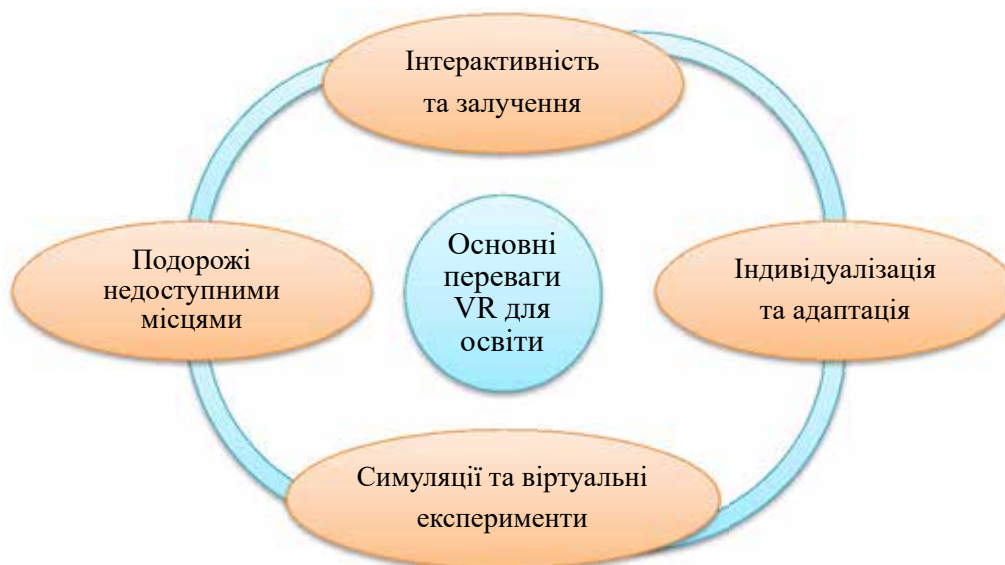 Інтерактивність
та залучення
Подорожі
недоступними
місцями
Основні
переваги
VR для
освіти
Індивідуалізація
та адаптація
Симуляції та віртуальні
експерименти